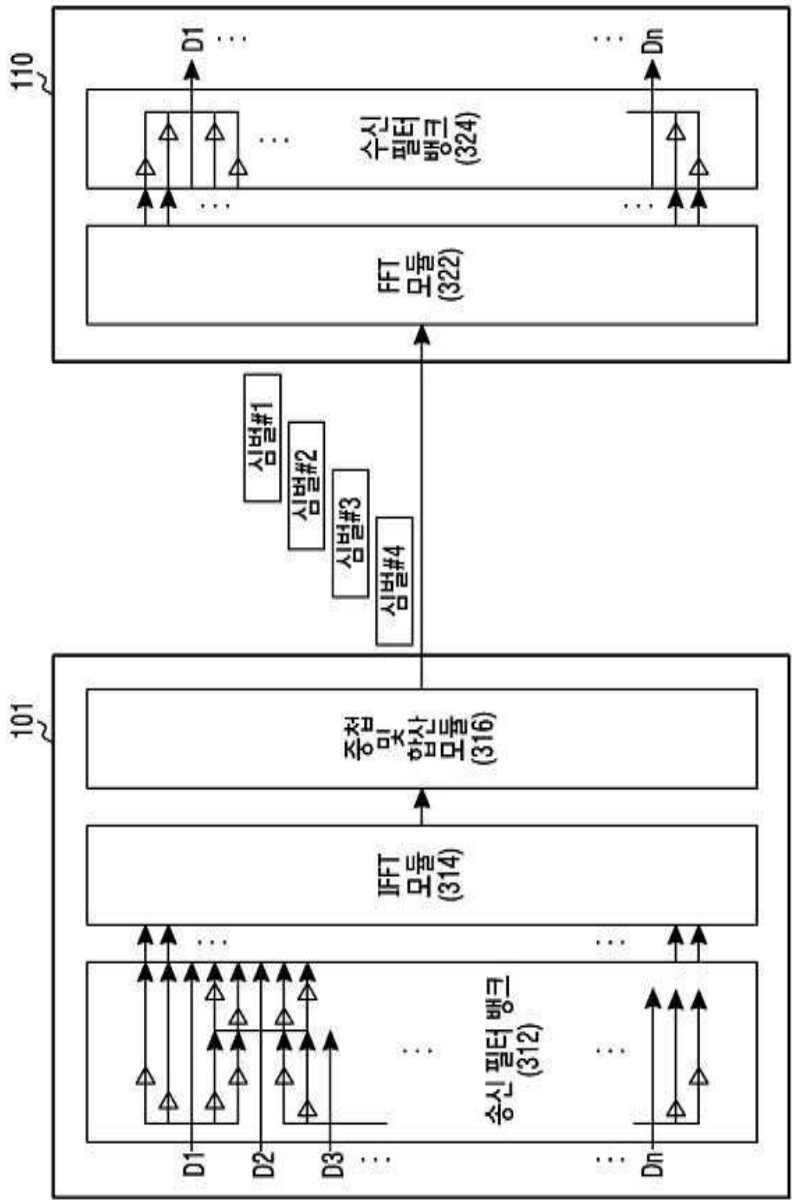 101
D1
D2
D3
...
...
Dn
...
...
송신 필터 뱅크
(312)
...
...
IFFT
모듈
(314)
중첩
및
합산
모듈
(316)
심벌#1
심벌#2
심벌#3
심벌#4
110
FFT
모듈
(322)
...
...
수신
필터
뱅크
(324)
...
D1
...
...
Dn